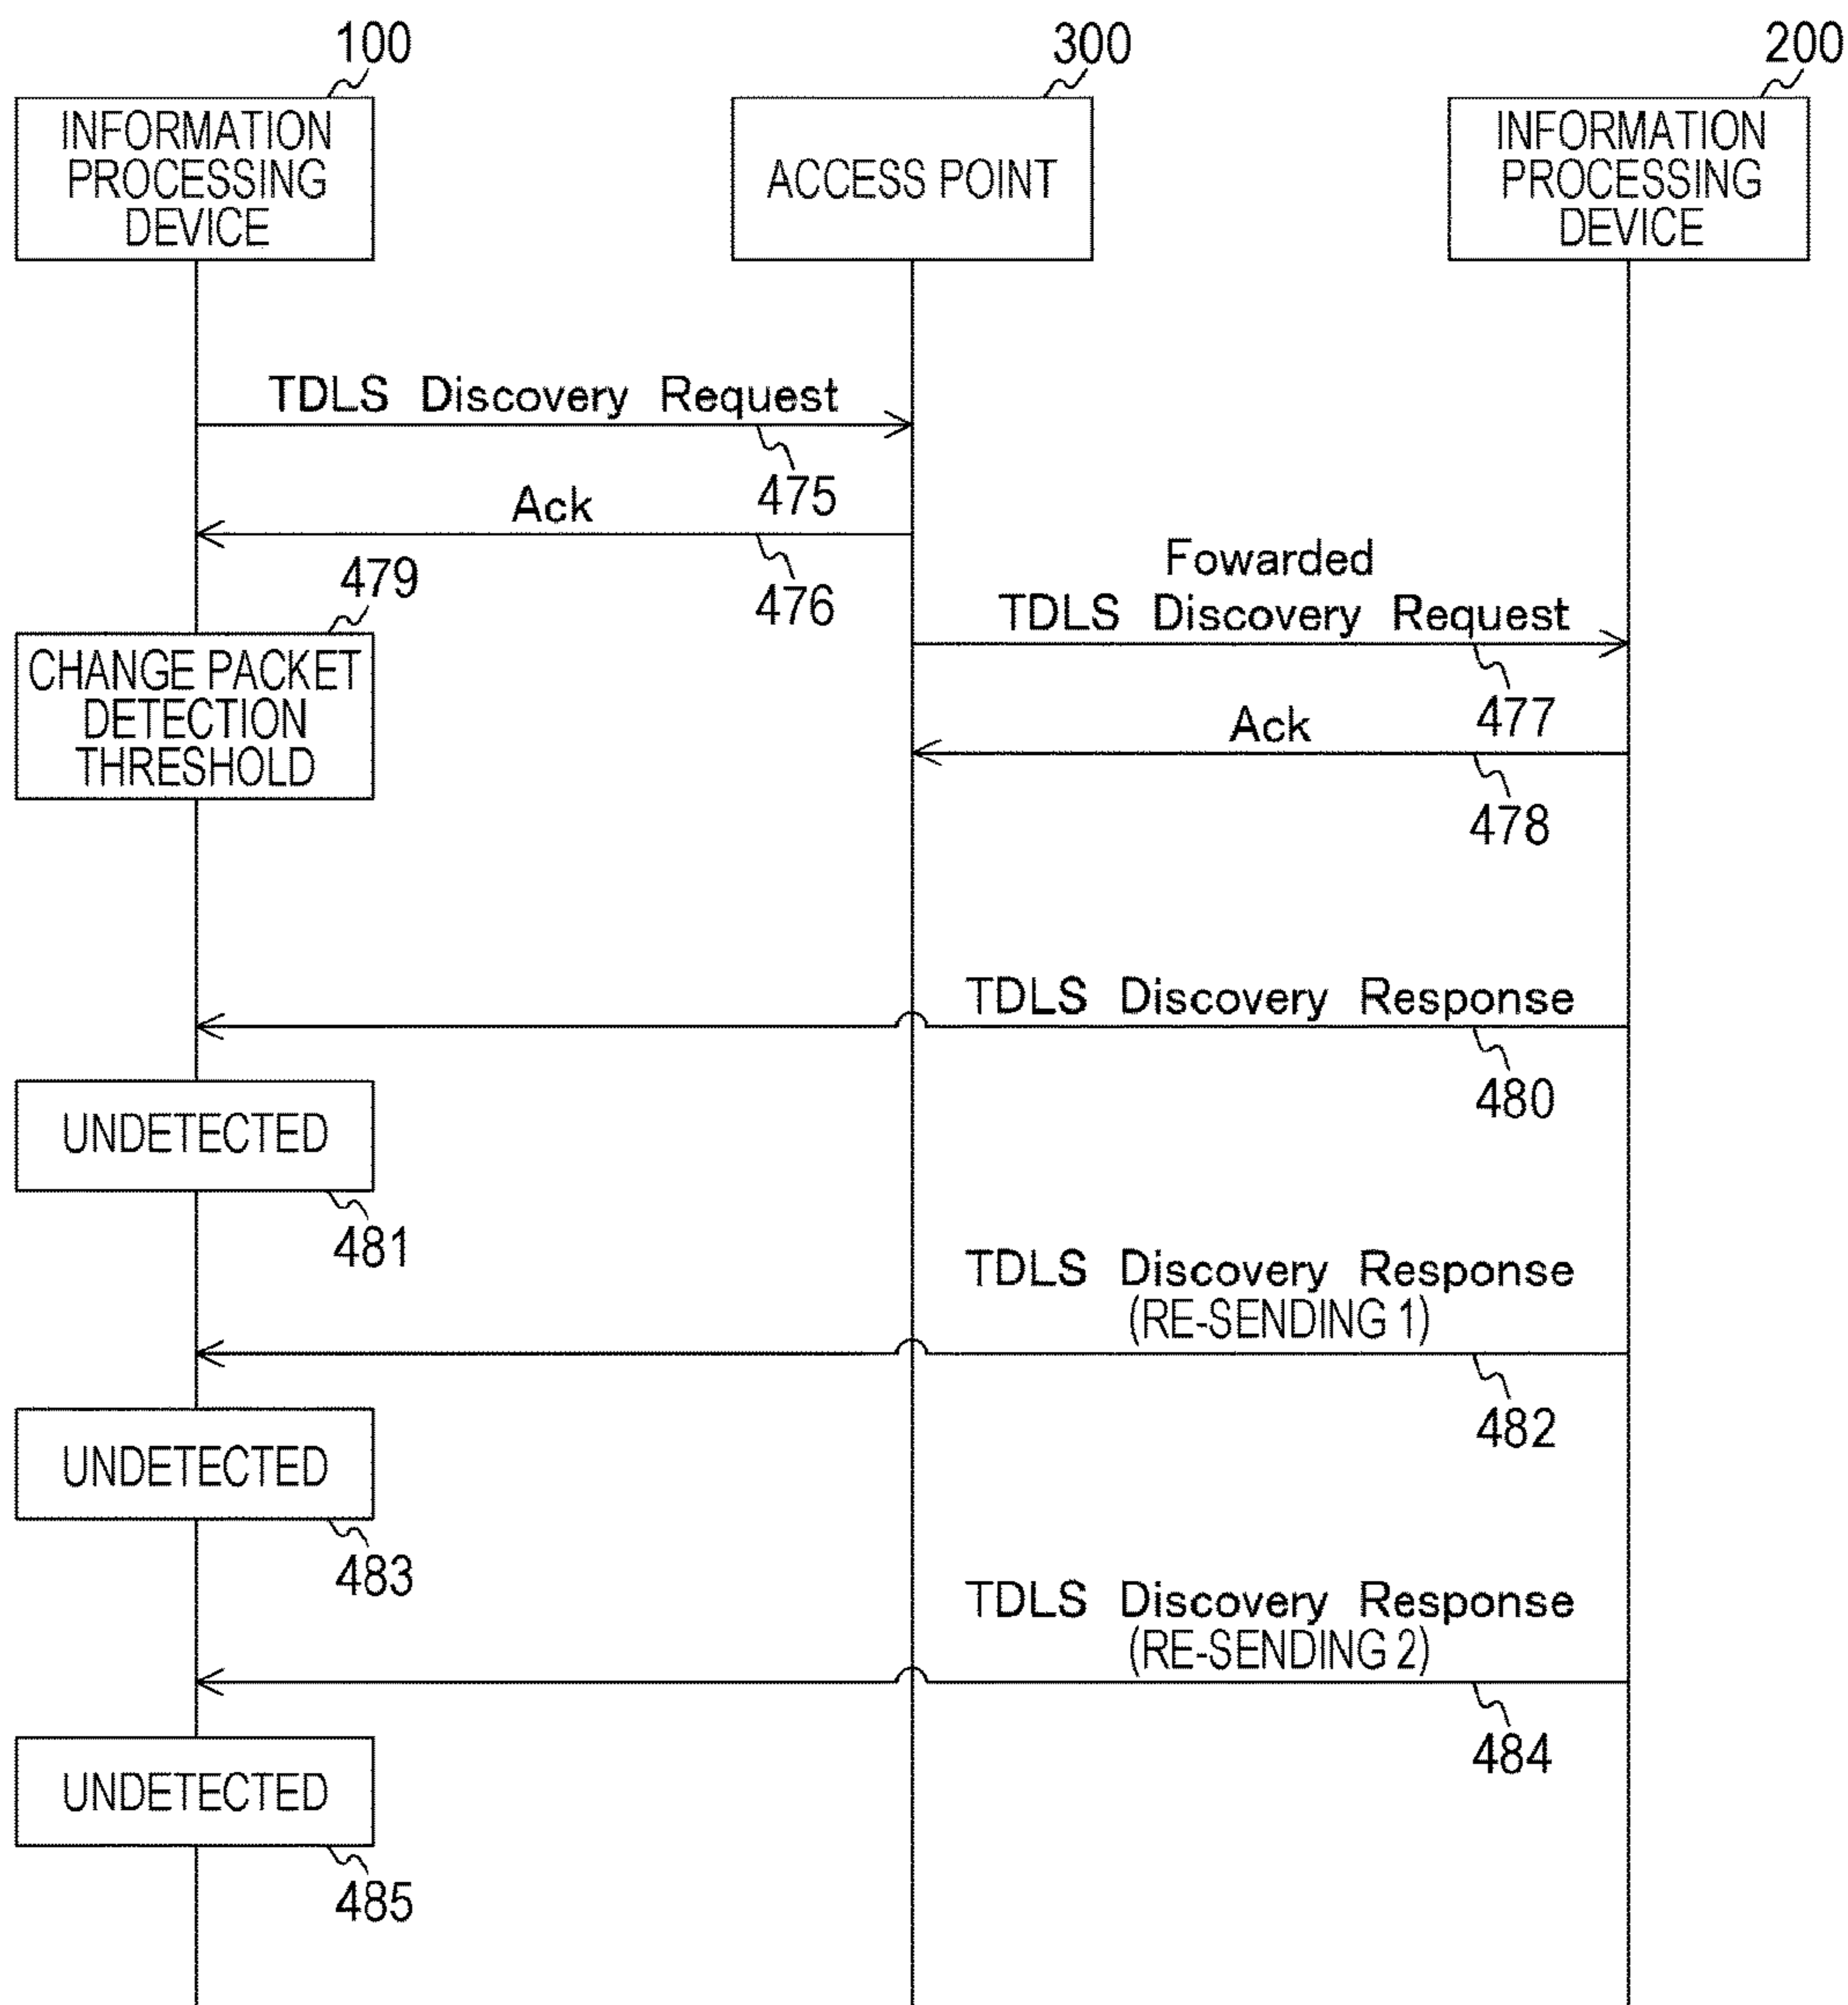 100
300
200
INFORMATION
PROCESSING
DEVICE
ACCESS POINT
INFORMATION
PROCESSING
DEVICE
TDLS Discovery Request
475
Ack
476
479
Fowarded
TDLS Discovery Request
477
CHANGE PACKET
DETECTION
THRESHOLD
Ack
478
TDLS Discovery Response
480
UNDETECTED
481
TDLS Discovery Response
(RE-SENDING 1)
482
UNDETECTED
483
TDLS Discovery Response
(RE-SENDING 2)
484
UNDETECTED
485